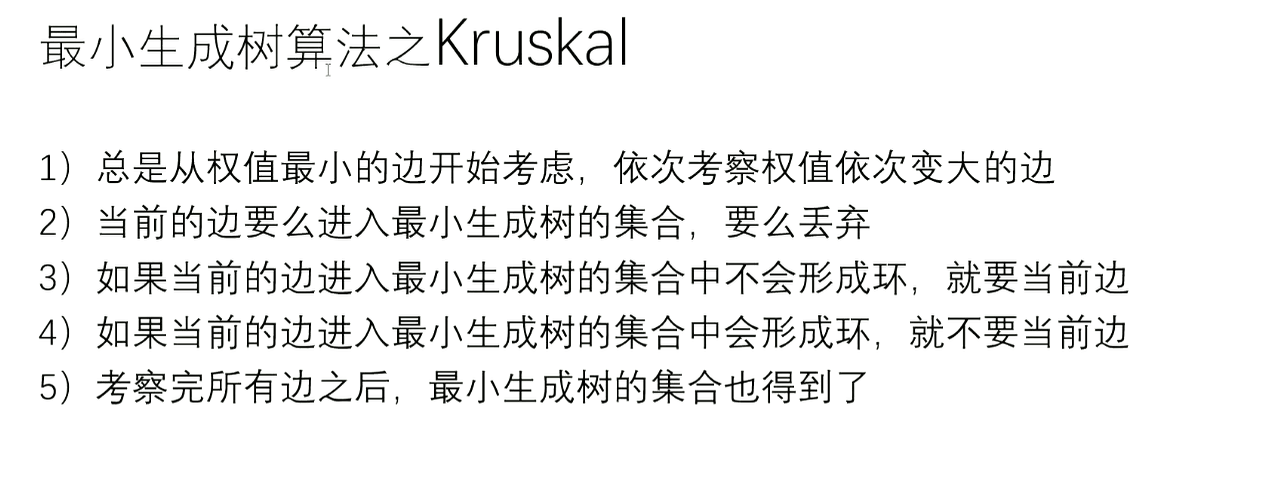 最小生成树算法之Kruskal
1）总是从权值最小的边开始考虑，依次考察权值依次变大的边
2）当前的边要么进入最小生成树的集合，要么丢弃
3）如果当前的边进入最小生成树的集合中不会形成环，就要当前边
4）如果当前的边进入最小生成树的集合中会形成环，就不要当前边
5）考察完所有边之后，最小生成树的集合也得到了